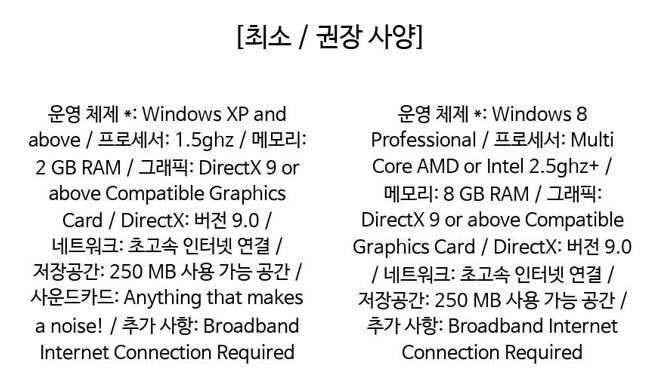 [최소 / 권장 사양]
운영 체제 *: Windows XP and
above / 프로세서: 1.5ghz / 메모리:
2 GB RAM / 그래픽: DirectX 9 or
above Compatible Graphics
Card / DirectX: 버전 9.0 /
네트워크: 초고속 인터넷 연결 /
저장공간: 250 MB 사용 가능 공간 /
사운드카드: Anything that makes
a noise! / 추가 사항: Broadband
Internet Connection Required
운영 체제 *: Windows 8
Professional / 프로세서: Multi
Core AMD or Intel 2.5ghz+ /
메모리: 8 GB RAM / 그래픽:
DirectX 9 or above Compatible
Graphics Card / DirectX: 버전 9.0
/ 네트워크: 초고속 인터넷 연결 /
저장공간: 250 MB 사용 가능 공간 /
추가 사항: Broadband Internet
Connection Required